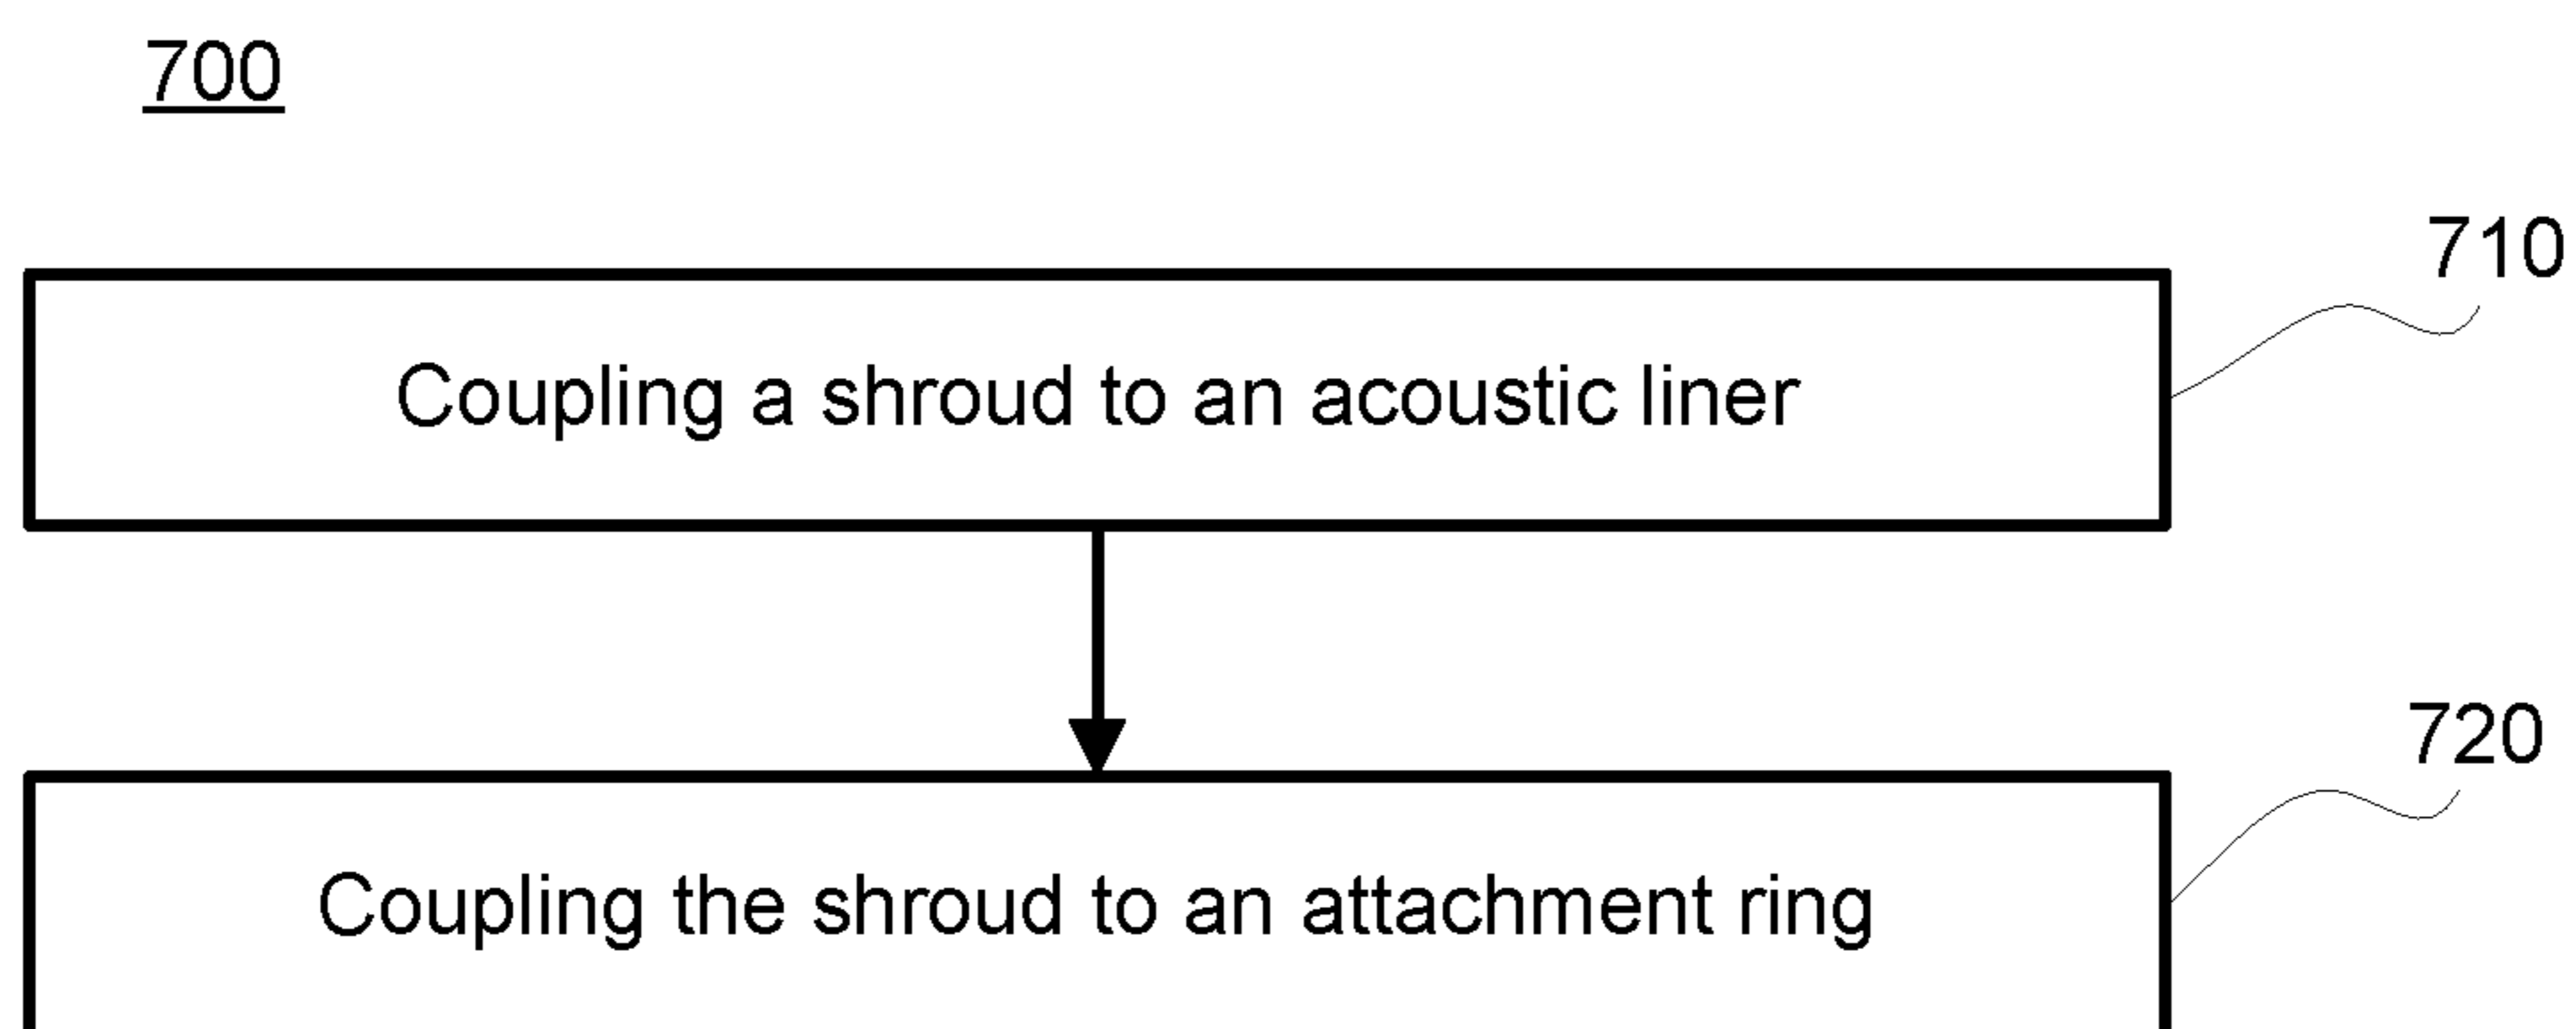 700
710
Coupling a shroud to an acoustic liner
720
Coupling the shroud to an attachment ring